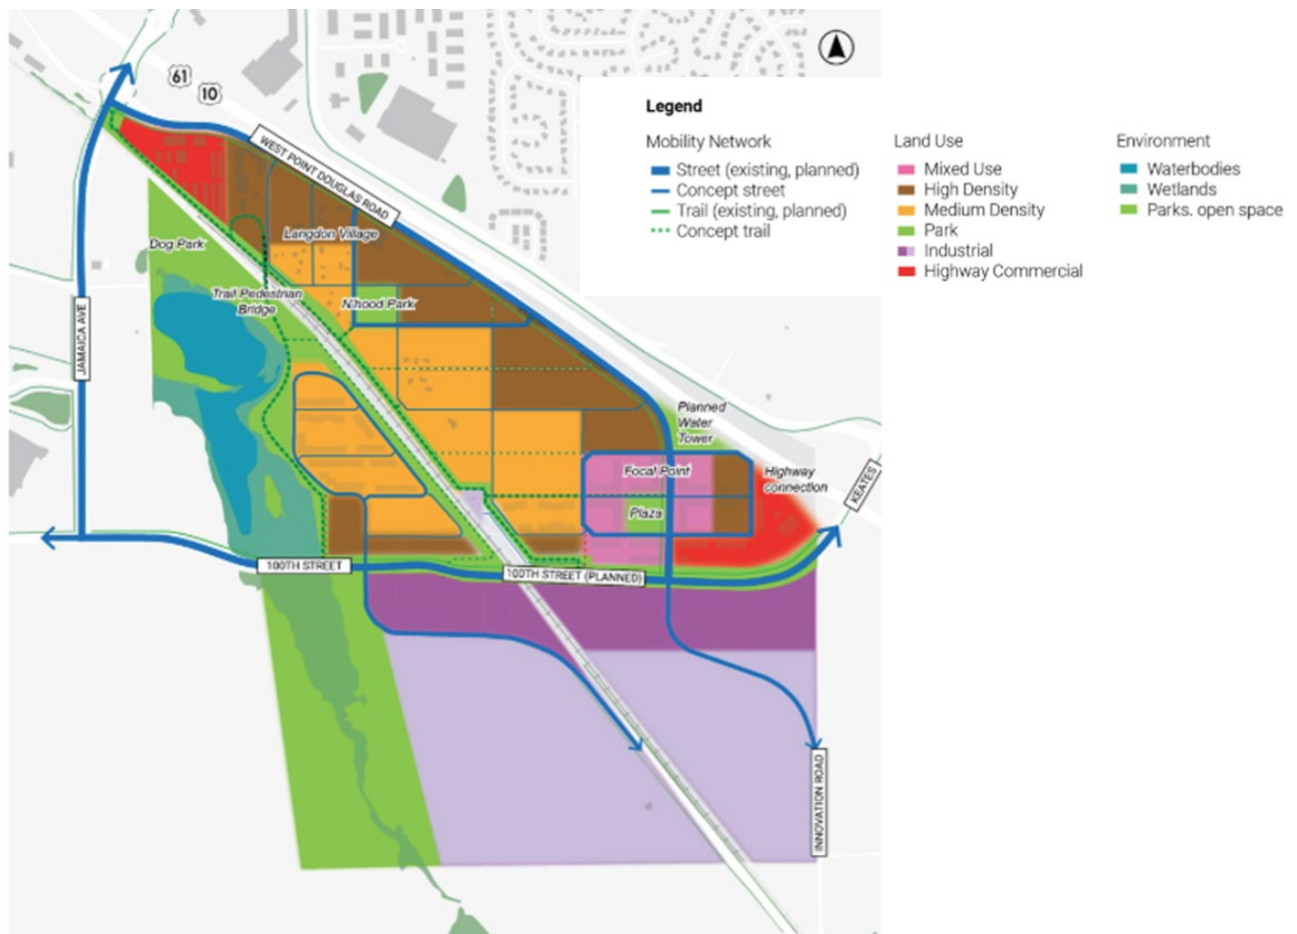 61
10
WEST POINT DOUGLAS ROAD
Langdon Village
Dog Park
Trail Pedestrian
Bridge
N'hood Park
JAMAICA AVE
Planned
Water
Tower
Focal Point
Highway
connection
Plaza
KEATES
100TH STREET
100TH STREET (PLANNED)
INNOVATION ROAD
Legend
Mobility Network
Street (existing, planned)
Concept street
Trail (existing, planned)
Concept trail
Land Use
Mixed Use
High Density
Medium Density
Park
Industrial
Highway Commercial
Environment
Waterbodies
Wetlands
Parks. open space